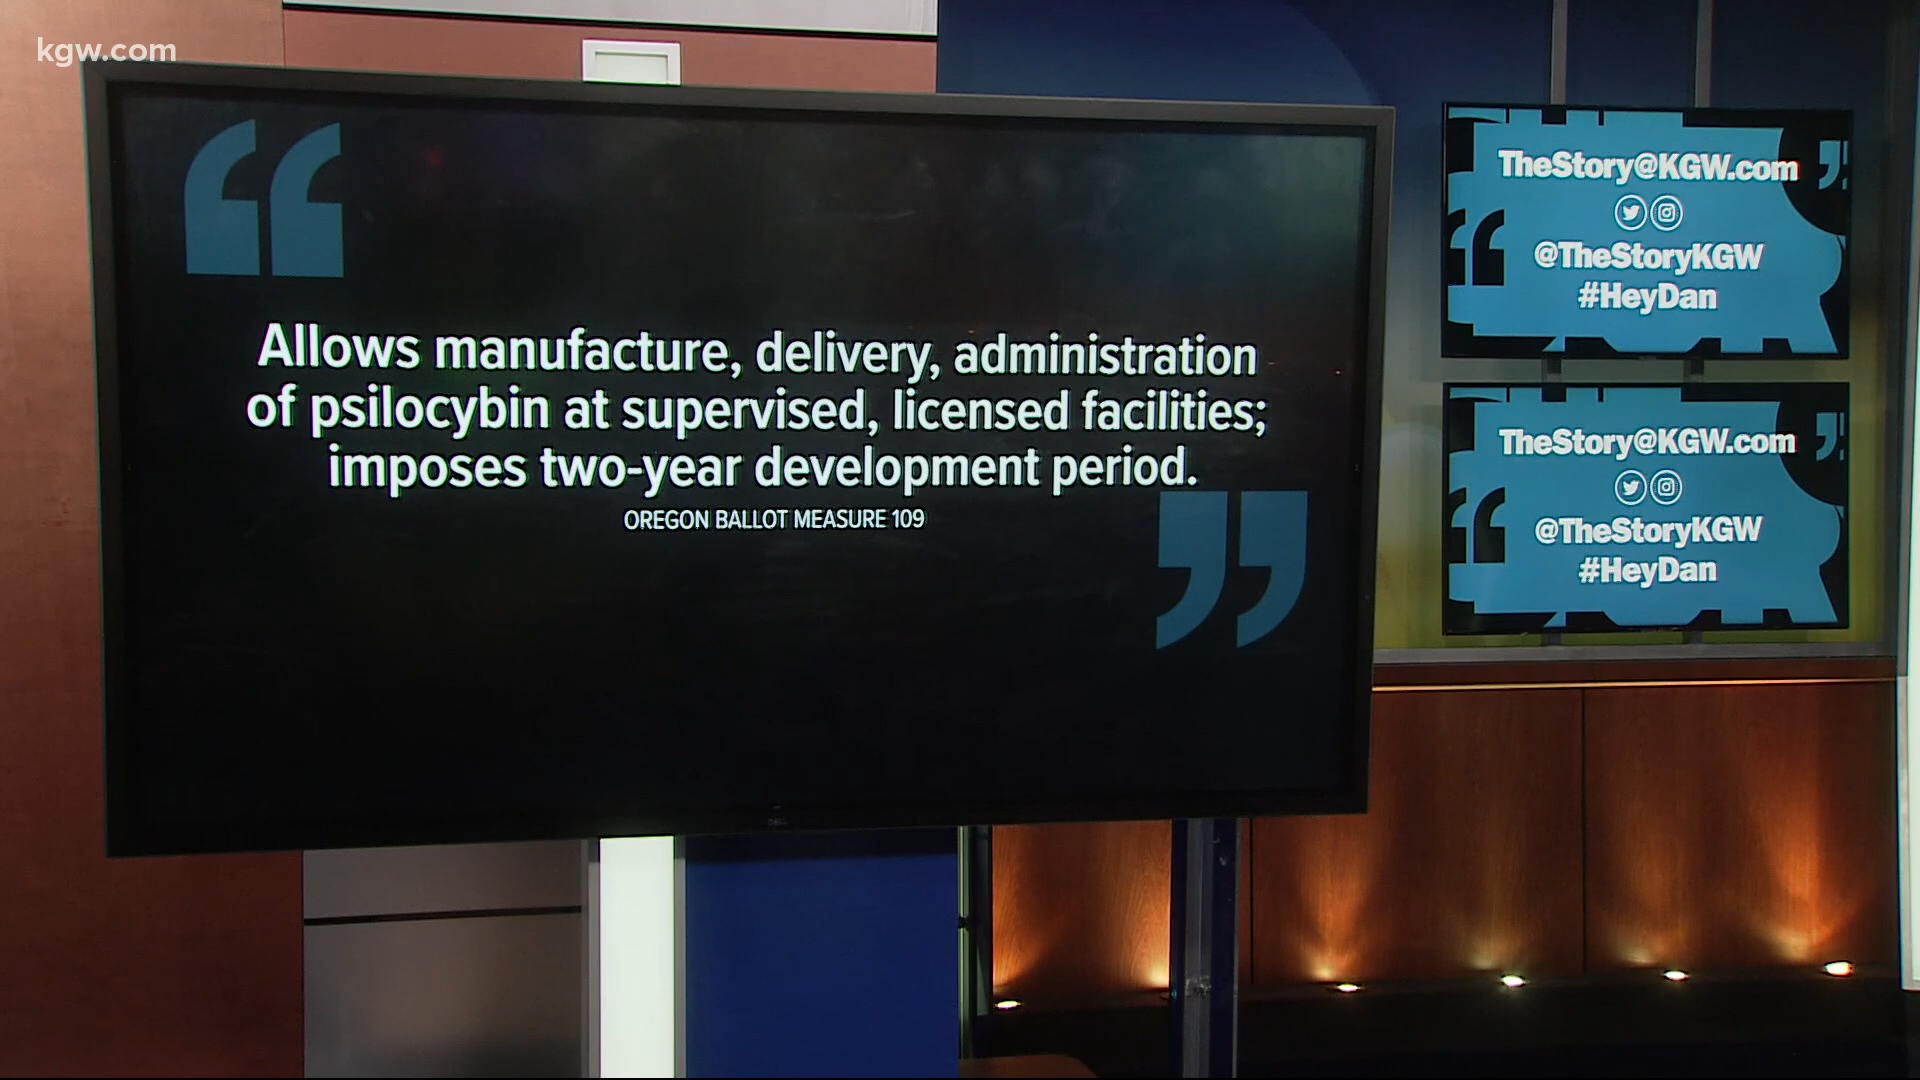 kgw.com
“
Allows manufacture, delivery, administration
of psilocybin at supervised, licensed facilities;
imposes two-year development period.
OREGON BALLOT MEASURE 109
”
DELL
TheStory@KGW.com
@TheStoryKGW
#HeyDan
TheStory@KGW.com
@TheStoryKGW
#HeyDan